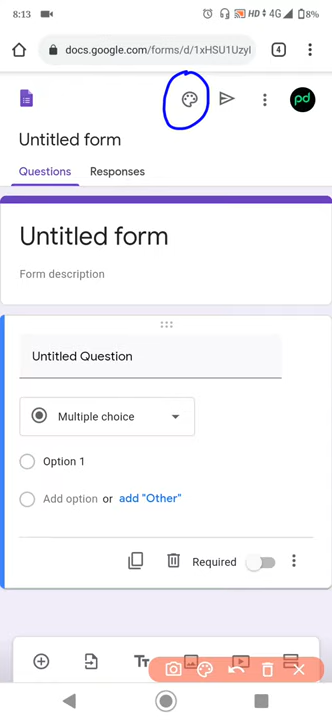 8:13 HD 4G 8%
docs.google.com/forms/d/1xHSU1UzyI 4
pd
Untitled form
Questions Responses
Untitled form
Form description
Untitled Question
Multiple choice
Option 1
Add option or add "Other"
Required
Tт